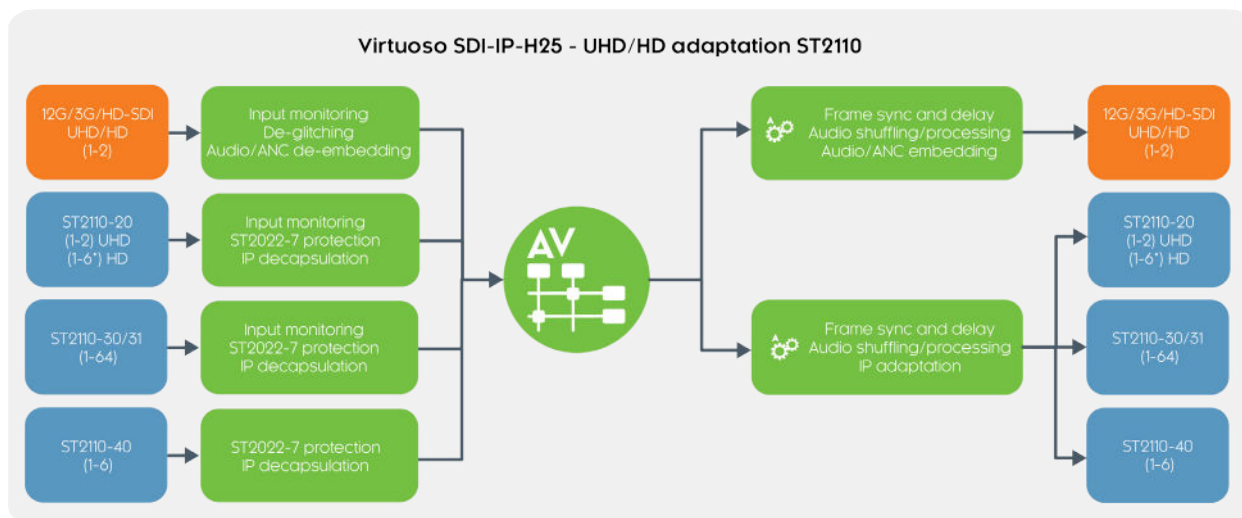 Virtuoso SDI-IP-H25 - UHD/HD adaptation ST2110
12G/3G/HD-SDI
UHD/HD
(1-2)
Input monitoring
De-glitching
Audio/ANC de-embedding
ST2110-20
(1-2) UHD
(1-6*) HD
Input monitoring
ST2022-7 protection
IP decapsulation
ST2110-30/31
(1-64)
Input monitoring
ST2022-7 protection
IP decapsulation
ST2110-40
(1-6)
ST2022-7 protection
IP decapsulation
AV
Frame sync and delay
Audio shuffling/processing
Audio/ANC embedding
12G/3G/HD-SDI
UHD/HD
(1-2)
Frame sync and delay
Audio shuffling/processing
IP adaptation
ST2110-20
(1-2) UHD
(1-6*) HD
ST2110-30/31
(1-64)
ST2110-40
(1-6)